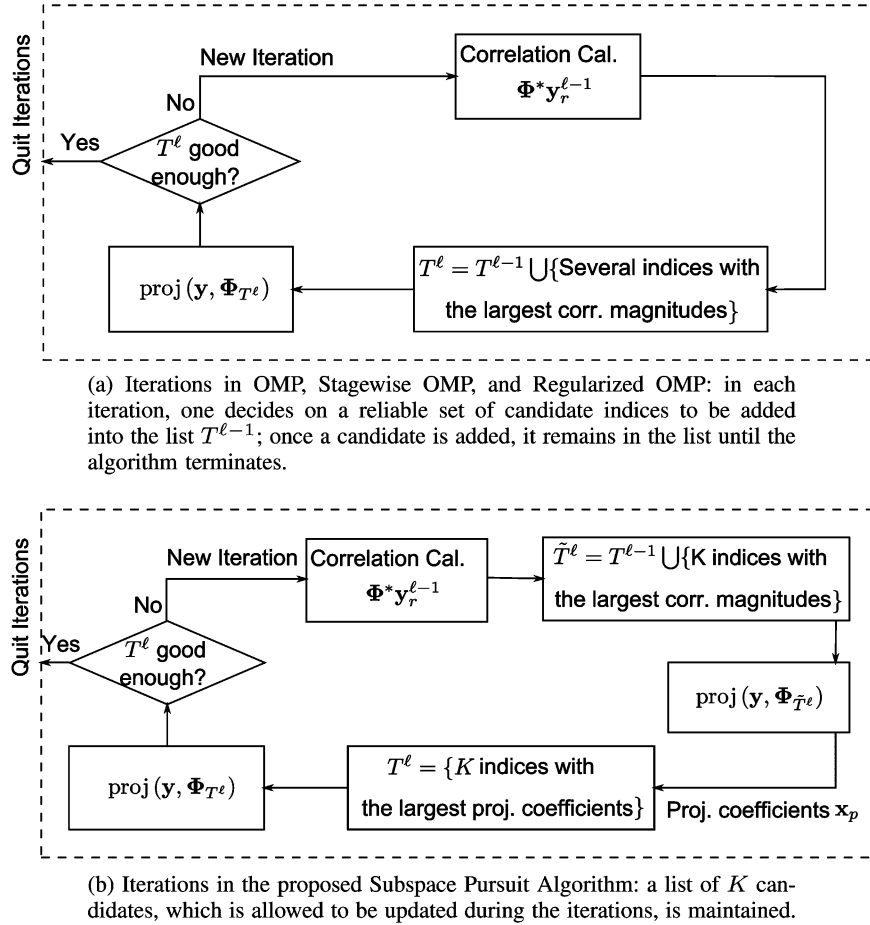 Quit Iterations
New Iteration
No
Yes
T^ℓ good
enough?
Correlation Cal.
Φ*y_r^{ℓ−1}
T^ℓ = T^{ℓ−1} ⋃{Several indices with
the largest corr. magnitudes}
proj (y, Φ_{T^ℓ})
(a) Iterations in OMP, Stagewise OMP, and Regularized OMP: in each
iteration, one decides on a reliable set of candidate indices to be added
into the list T^{ℓ−1}; once a candidate is added, it remains in the list until the
algorithm terminates.
Quit Iterations
New Iteration
No
Yes
T^ℓ good
enough?
Correlation Cal.
Φ*y_r^{ℓ−1}
T̃^ℓ = T^{ℓ−1} ⋃{K indices with
the largest corr. magnitudes}
proj (y, Φ_{T̃^ℓ})
Proj. coefficients x_p
T^ℓ = {K indices with
the largest proj. coefficients}
proj (y, Φ_{T^ℓ})
(b) Iterations in the proposed Subspace Pursuit Algorithm: a list of K can-
didates, which is allowed to be updated during the iterations, is maintained.